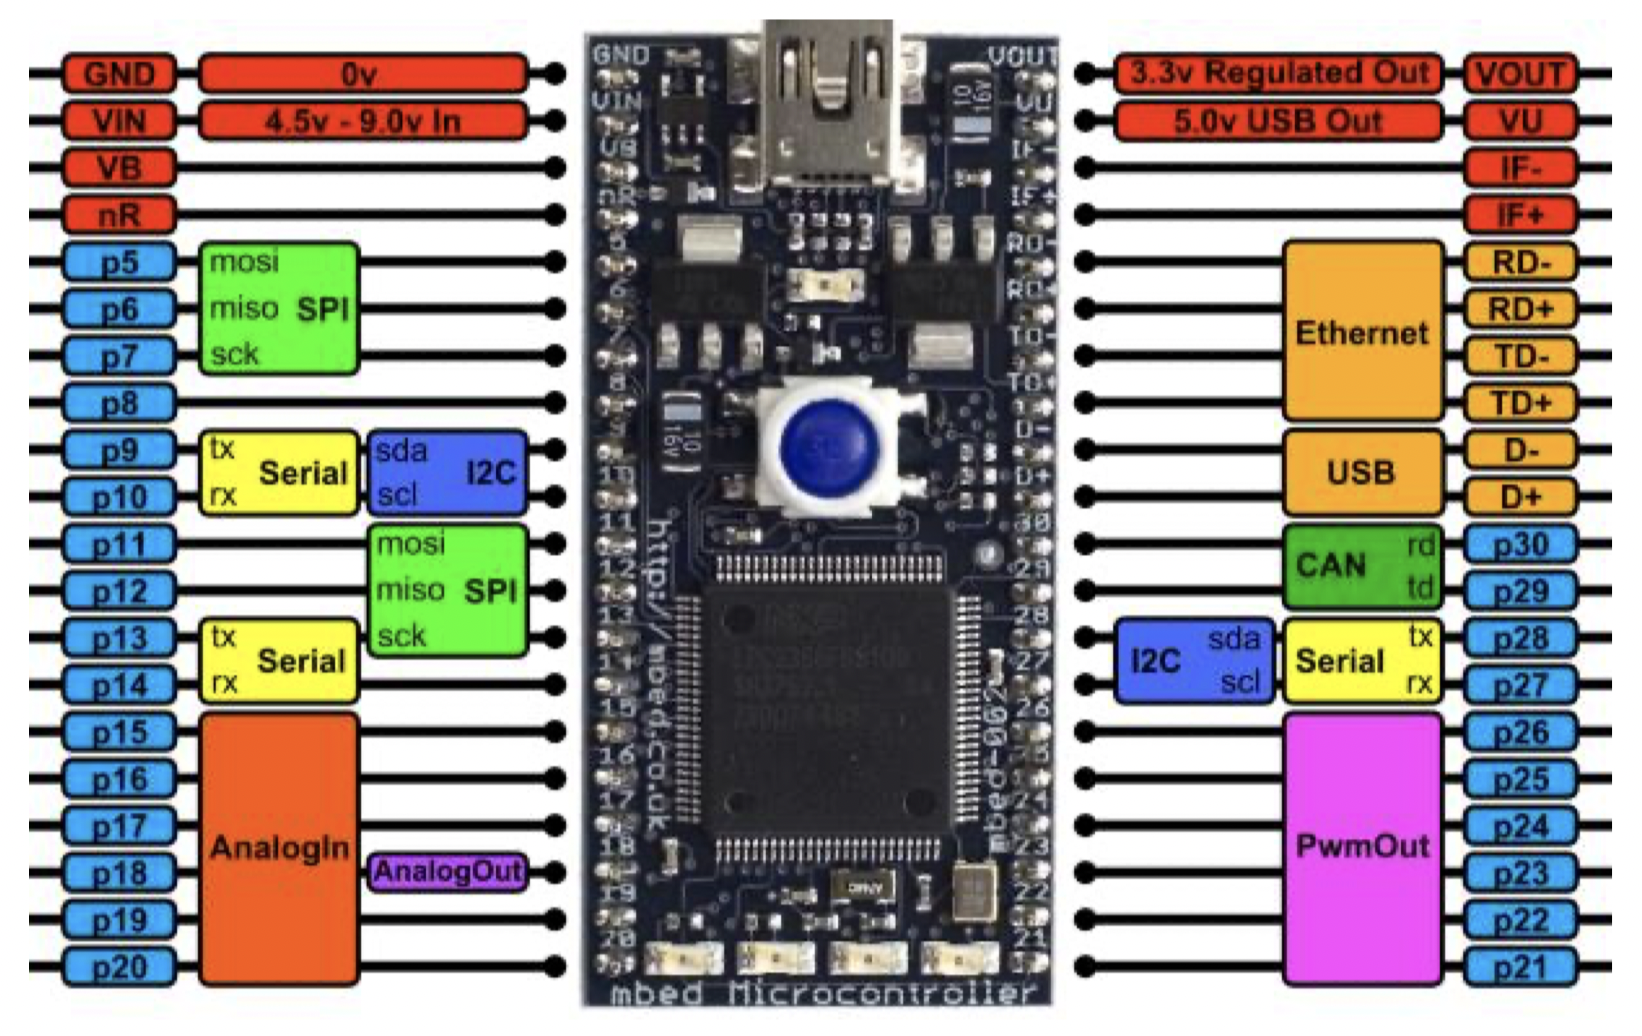 GND 0v
VIN 4.5v - 9.0v In
VB
nR
p5 mosi
p6 miso SPI
p7 sck
p8
p9 tx Serial sda I2C
p10 rx scl
p11 mosi
p12 miso SPI
p13 tx Serial sck
p14 rx
p15
p16
p17
AnalogIn
p18 AnalogOut
p19
p20
GND
VIN
VB
nR
5
6
7
8
9
10
11
12
13
14
15
16
17
18
19
20
http://mbed.co.uk
10
16V
10
16V
mbed-002
VOUT
VU
IF-
IF+
RD-
RD+
TD-
TD+
D-
D+
30
29
28
27
26
25
24
23
22
21
mbed Microcontroller
3.3v Regulated Out VOUT
5.0v USB Out VU
IF-
IF+
RD-
RD+
Ethernet
TD-
TD+
D-
USB
D+
CAN rd p30
td p29
I2C sda Serial tx p28
scl rx p27
p26
p25
p24
PwmOut
p23
p22
p21